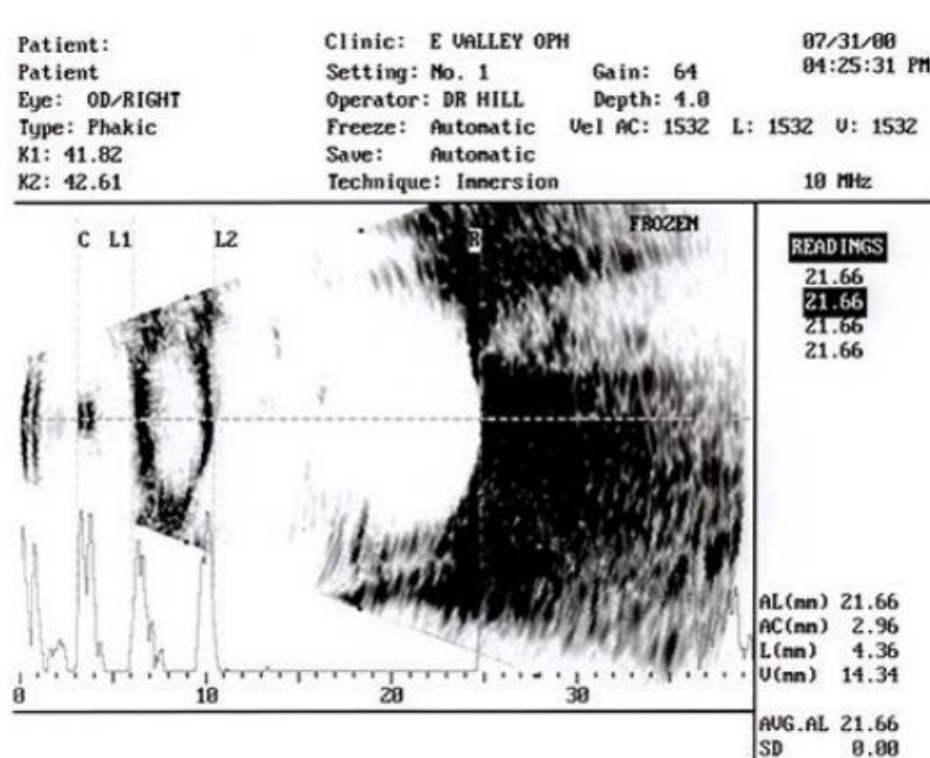 Patient: Clinic: E VALLEY OPH 07/31/00
Patient Setting: No. 1 Gain: 64 04:25:31 PM
Eye: OD/RIGHT Operator: DR HILL Depth: 4.0
Type: Phakic Freeze: Automatic Vel AC: 1532 L: 1532 V: 1532
K1: 41.82 Save: Automatic
K2: 42.61 Technique: Immersion 10 MHz
C L1 L2 R FROZEN
READINGS
21.66
21.66
21.66
21.66
AL(mm) 21.66
AC(mm) 2.96
L(mm) 4.36
V(mm) 14.34
0 10 20 30
AVG.AL 21.66
SD 0.00